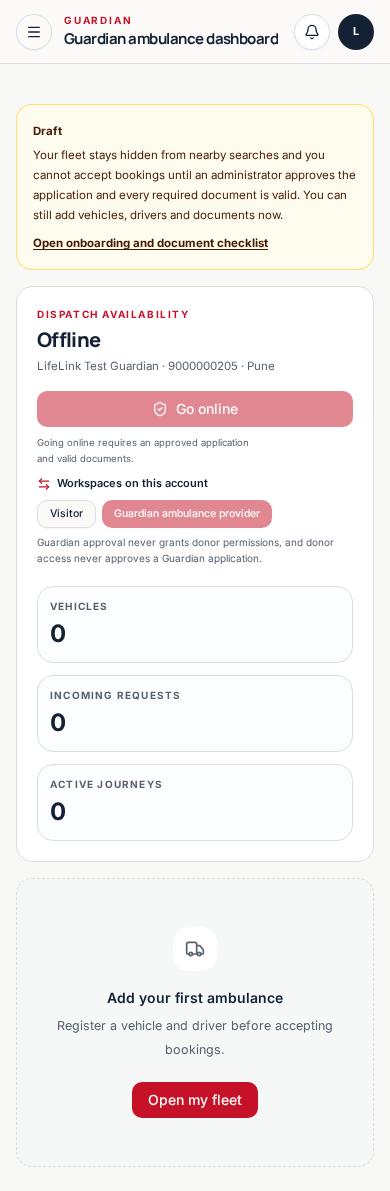 GUARDIAN
Guardian ambulance dashboard
L
Draft
Your fleet stays hidden from nearby searches and you
cannot accept bookings until an administrator approves the
application and every required document is valid. You can
still add vehicles, drivers and documents now.
Open onboarding and document checklist
DISPATCH AVAILABILITY
Offline
LifeLink Test Guardian · 9000000205 · Pune
Go online
Going online requires an approved application
and valid documents.
Workspaces on this account
Visitor
Guardian ambulance provider
Guardian approval never grants donor permissions, and donor
access never approves a Guardian application.
VEHICLES
0
INCOMING REQUESTS
0
ACTIVE JOURNEYS
0
Add your first ambulance
Register a vehicle and driver before accepting
bookings.
Open my fleet